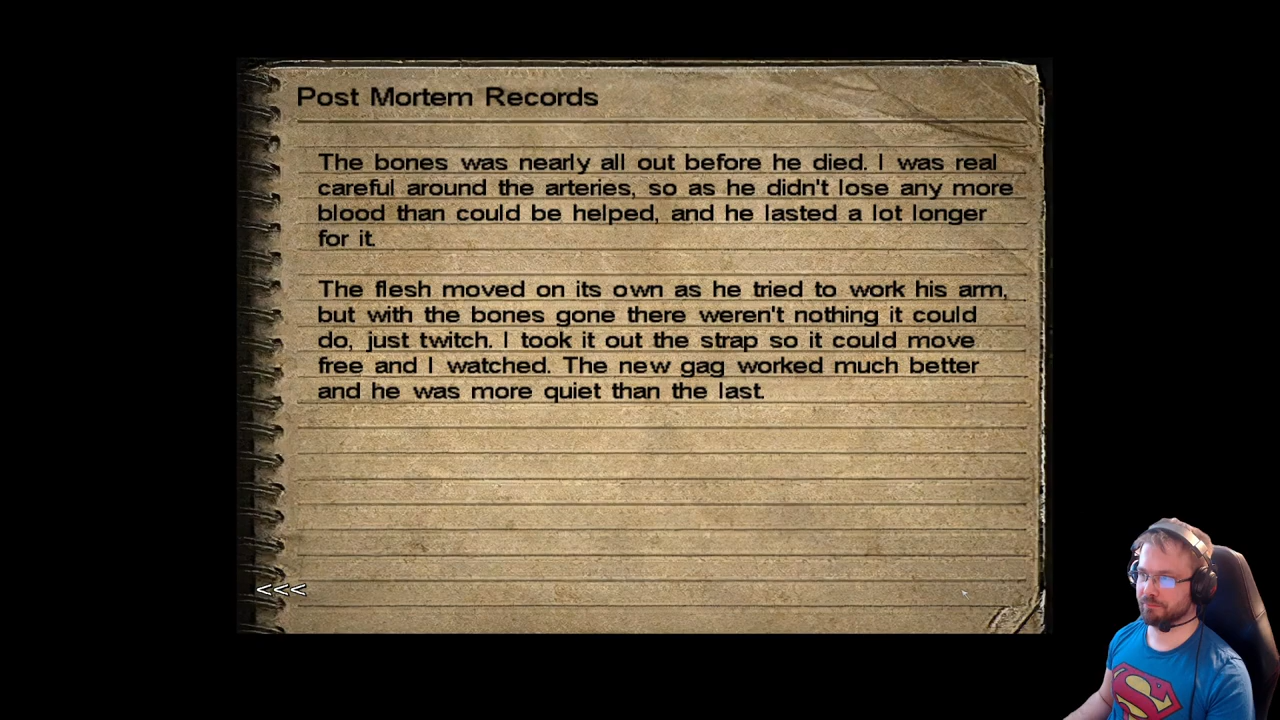 Post Mortem Records
The bones was nearly all out before he died. I was real
careful around the arteries, so as he didn't lose any more
blood than could be helped, and he lasted a lot longer
for it.
The flesh moved on its own as he tried to work his arm,
but with the bones gone there weren't nothing it could
do, just twitch. I took it out the strap so it could move
free and I watched. The new gag worked much better
and he was more quiet than the last.
<<<